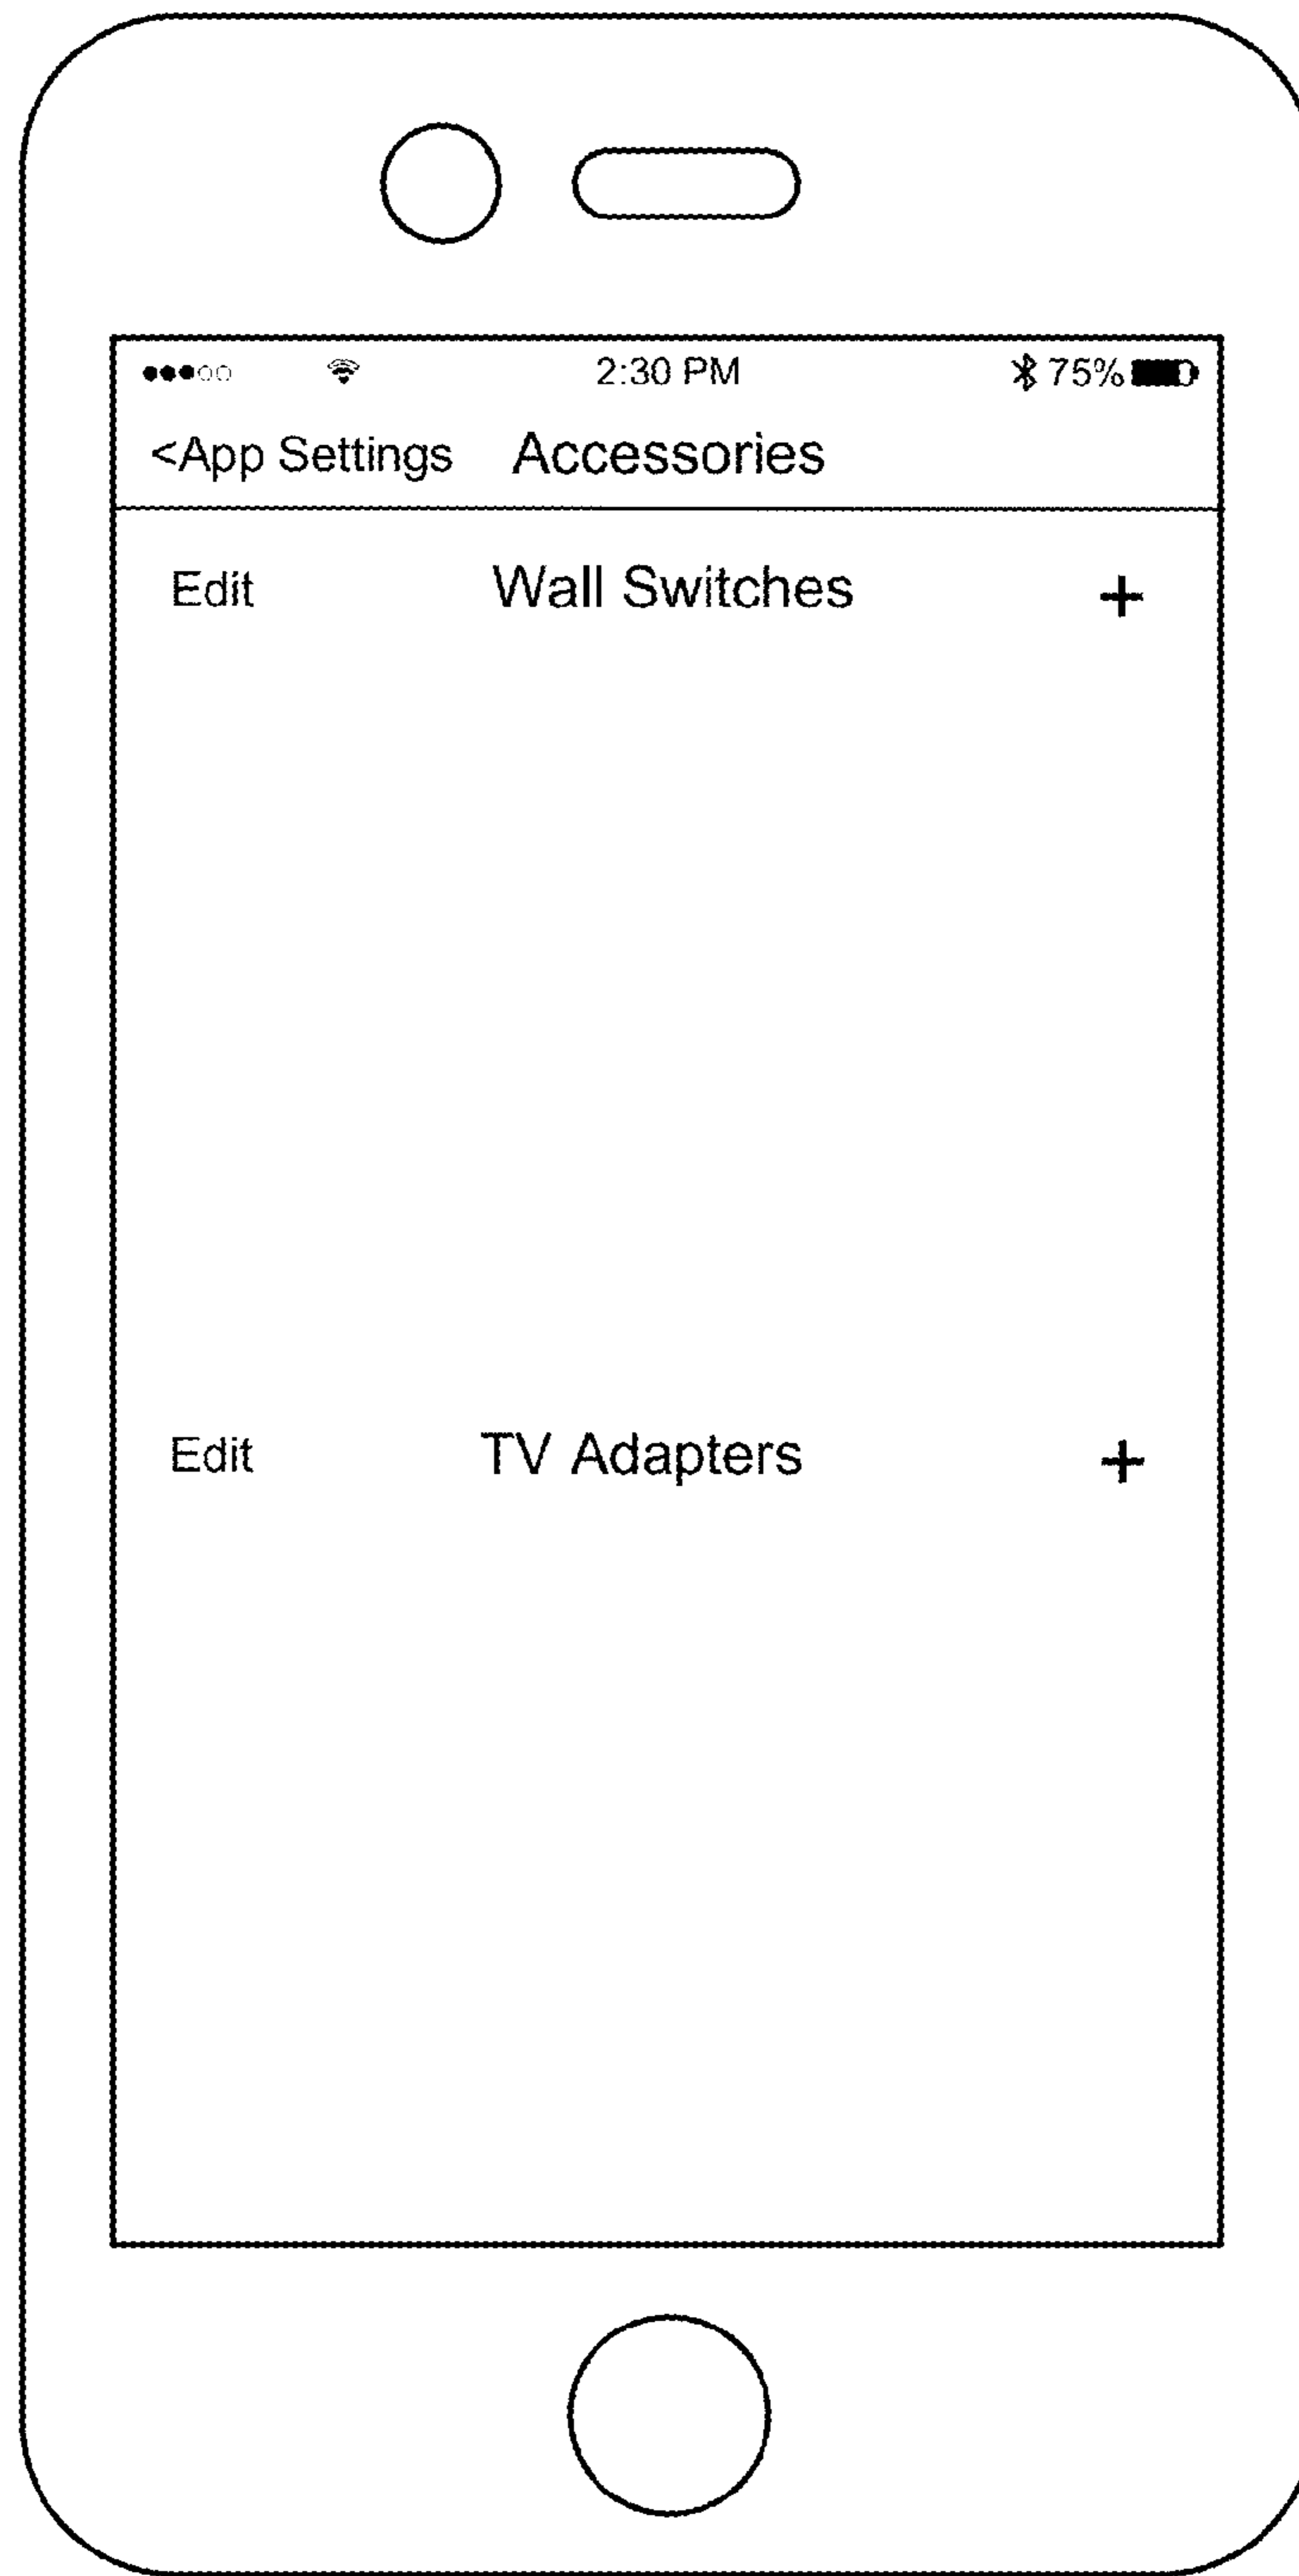 2:30 PM 75%
<App Settings Accessories
Edit Wall Switches +
Edit TV Adapters +